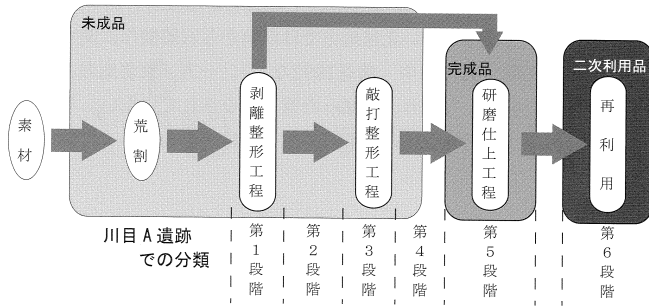 未成品
完成品
二次利用品
素材
荒割
剥離整形工程
敲打整形工程
研磨仕上工程
再利用
川目A遺跡
での分類
第1段階
第2段階
第3段階
第4段階
第5段階
第6段階